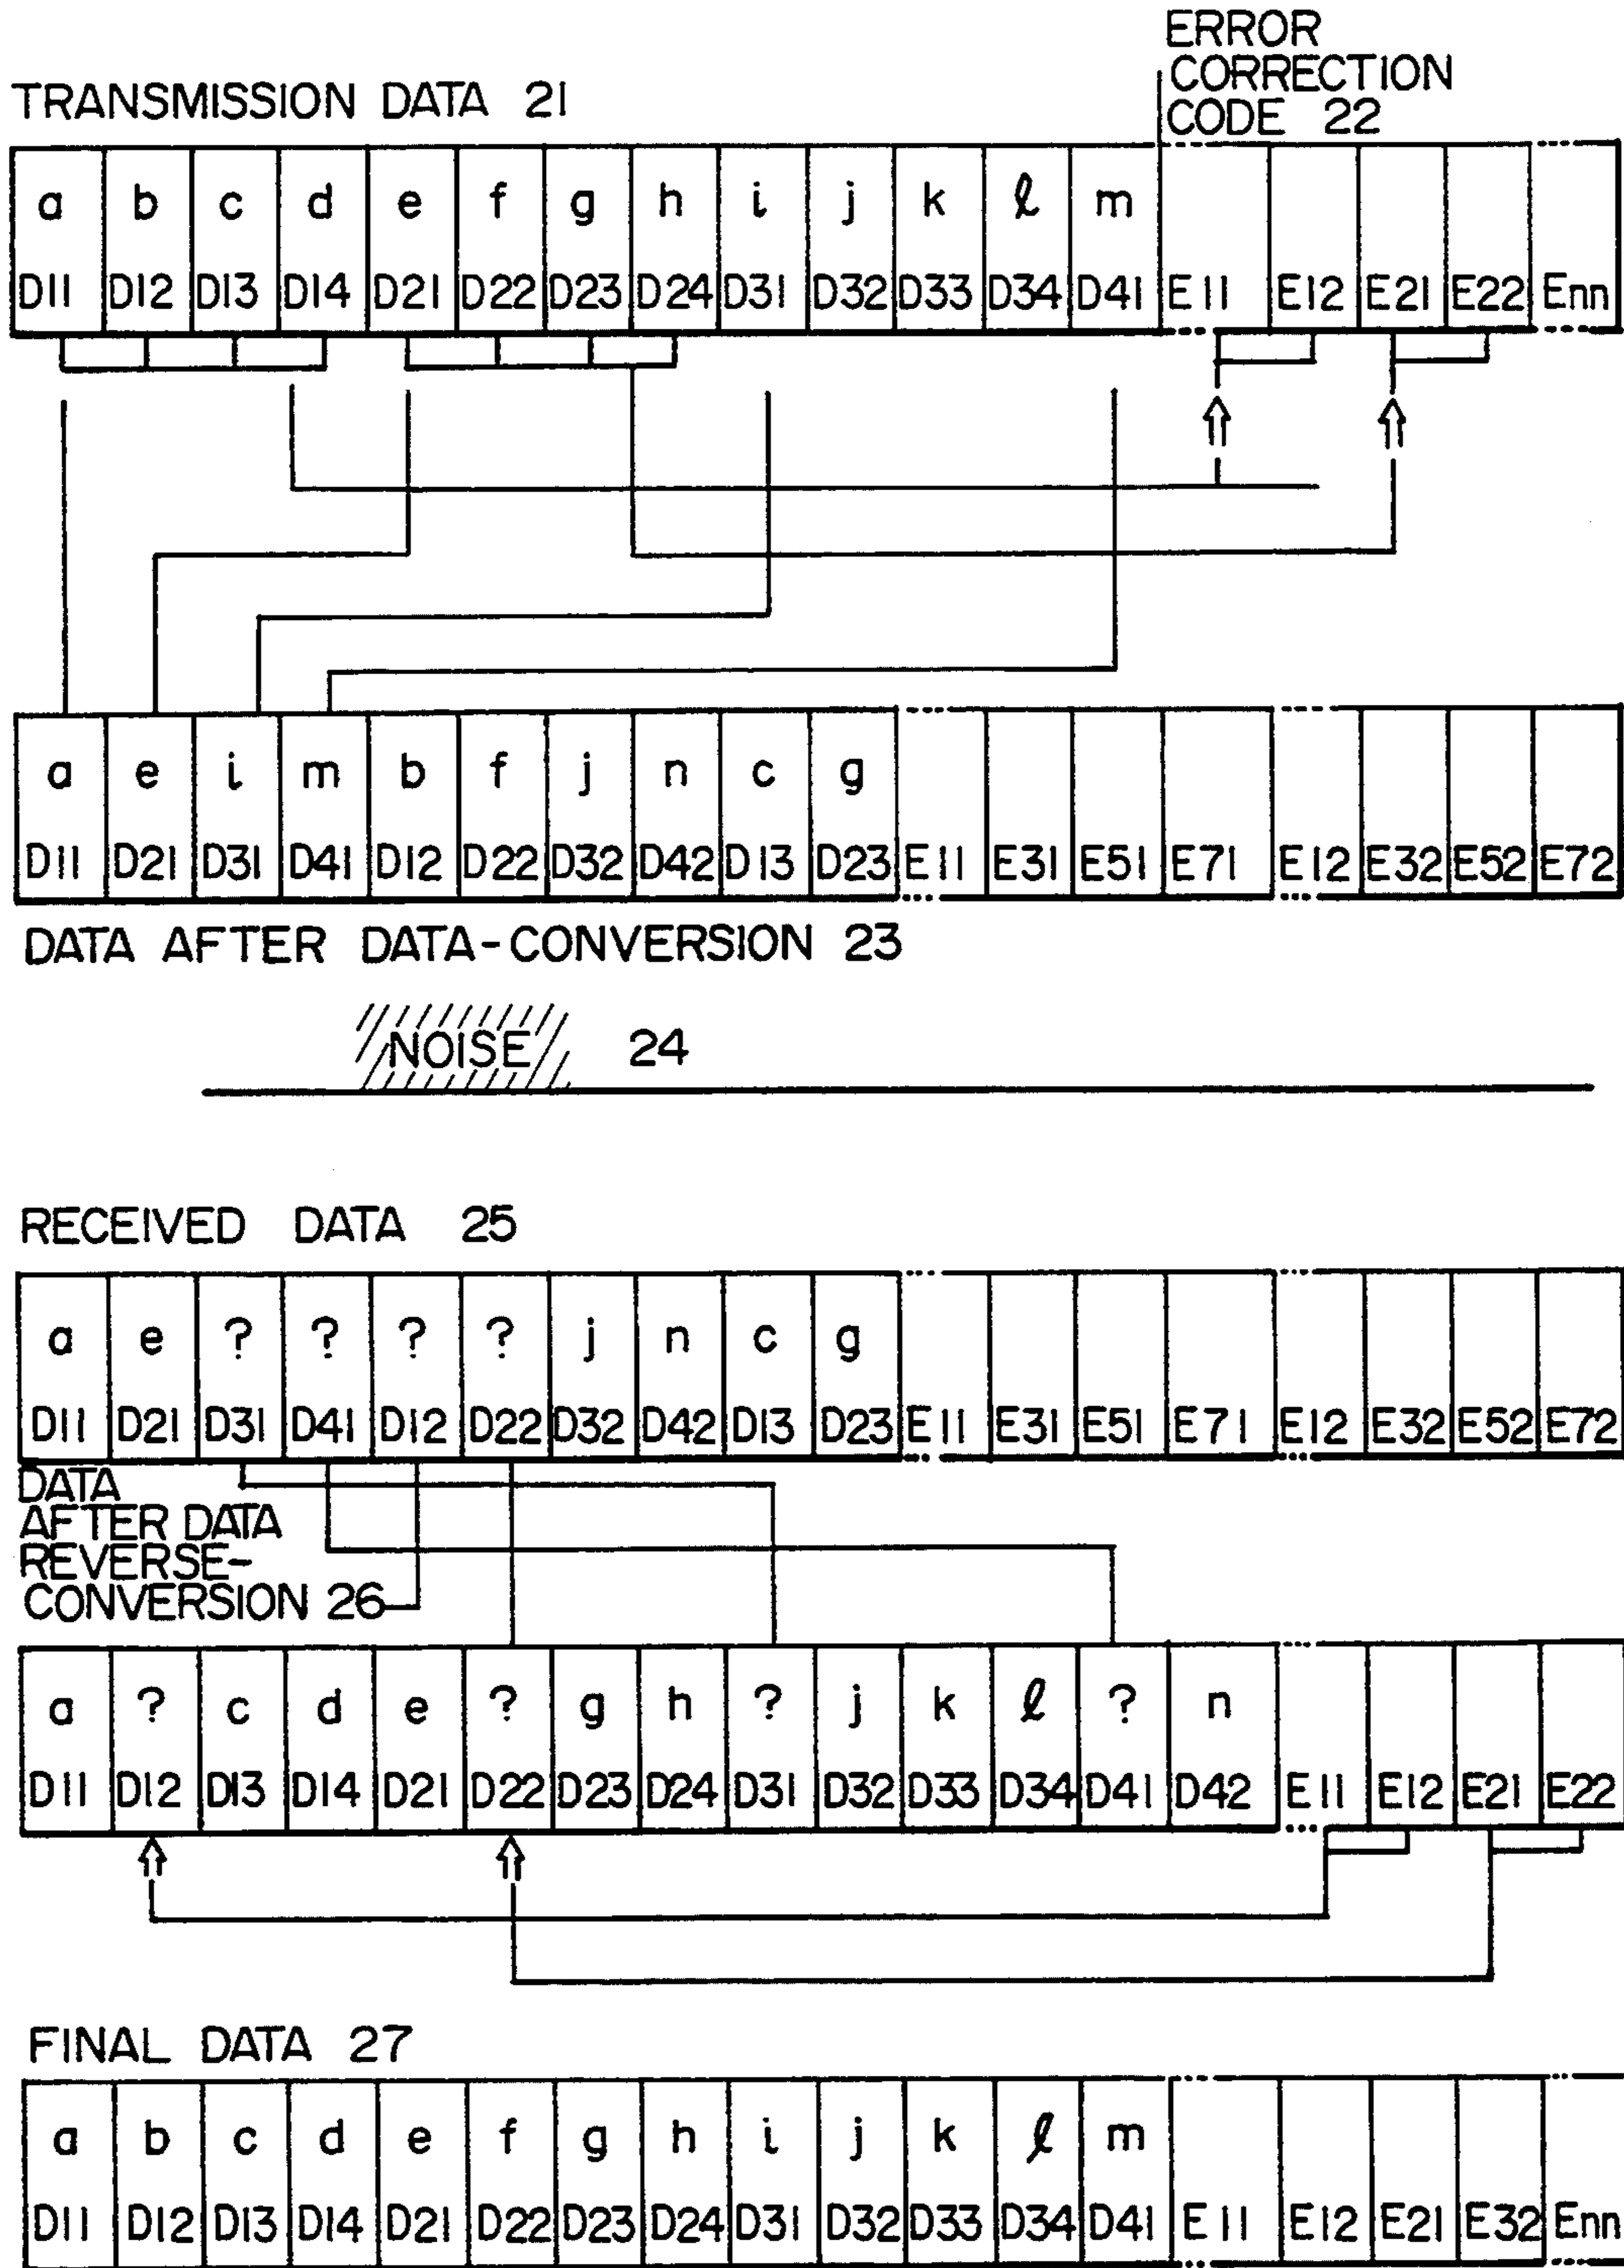 ERROR
CORRECTION
CODE 22
TRANSMISSION DATA 21
a b c d e f g h i j k ℓ m
D11 D12 D13 D14 D21 D22 D23 D24 D31 D32 D33 D34 D41 E11 E12 E21 E22 Enn
a e i m b f j n c g
D11 D21 D31 D41 D12 D22 D32 D42 D13 D23 E11 E31 E51 E71 E12 E32 E52 E72
DATA AFTER DATA-CONVERSION 23
NOISE 24
RECEIVED DATA 25
a e ? ? ? ? j n c g
D11 D21 D31 D41 D12 D22 D32 D42 D13 D23 E11 E31 E51 E71 E12 E32 E52 E72
DATA
AFTER DATA
REVERSE-
CONVERSION 26
a ? c d e ? g h ? j k ℓ ? n
D11 D12 D13 D14 D21 D22 D23 D24 D31 D32 D33 D34 D41 D42 E11 E12 E21 E22
FINAL DATA 27
a b c d e f g h i j k ℓ m
D11 D12 D13 D14 D21 D22 D23 D24 D31 D32 D33 D34 D41 E11 E12 E21 E32 Enn